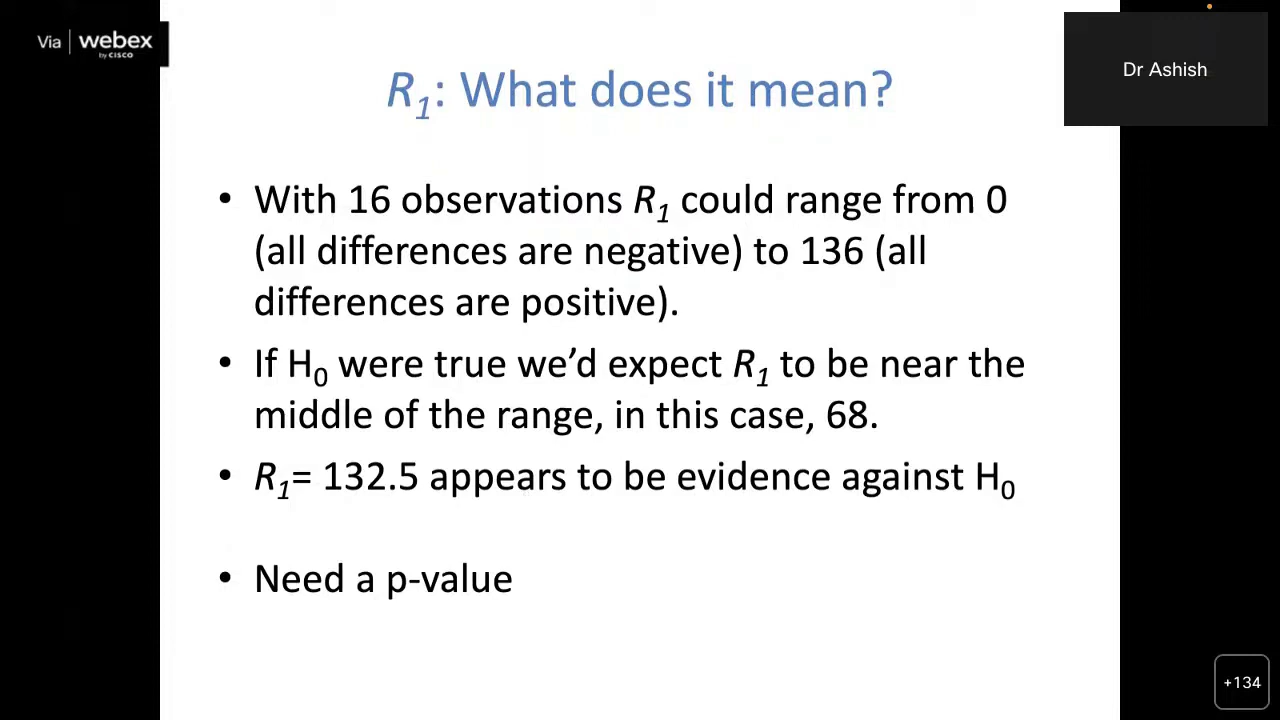 Via | webex
by CISCO
Dr Ashish
R₁: What does it mean?
• With 16 observations R₁ could range from 0
(all differences are negative) to 136 (all
differences are positive).
• If H₀ were true we’d expect R₁ to be near the
middle of the range, in this case, 68.
• R₁= 132.5 appears to be evidence against H₀
• Need a p-value
+134